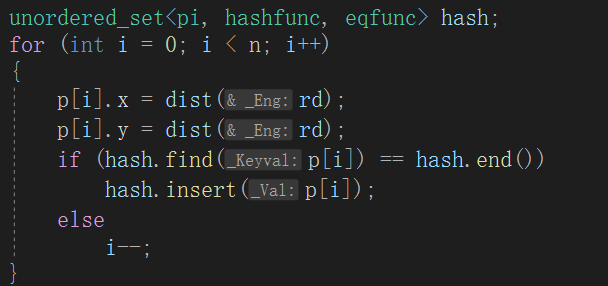 unordered_set<pi, hashfunc, eqfunc> hash;
for (int i = 0; i < n; i++)
{
    p[i].x = dist(& _Eng: rd);
    p[i].y = dist(& _Eng: rd);
    if (hash.find(_Keyval: p[i]) == hash.end())
        hash.insert(_Val: p[i]);
    else
        i--;
}